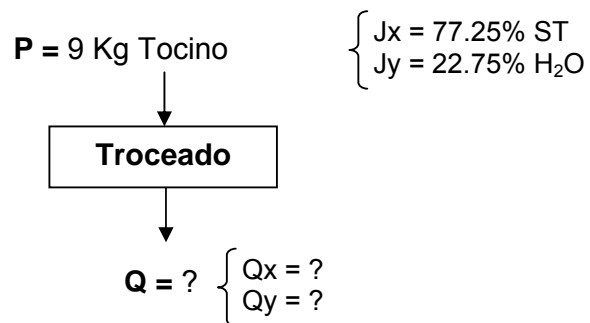 P = 9 Kg Tocino
Jx = 77.25% ST
Jy = 22.75% H₂O
Troceado
Q = ?
Qx = ?
Qy = ?